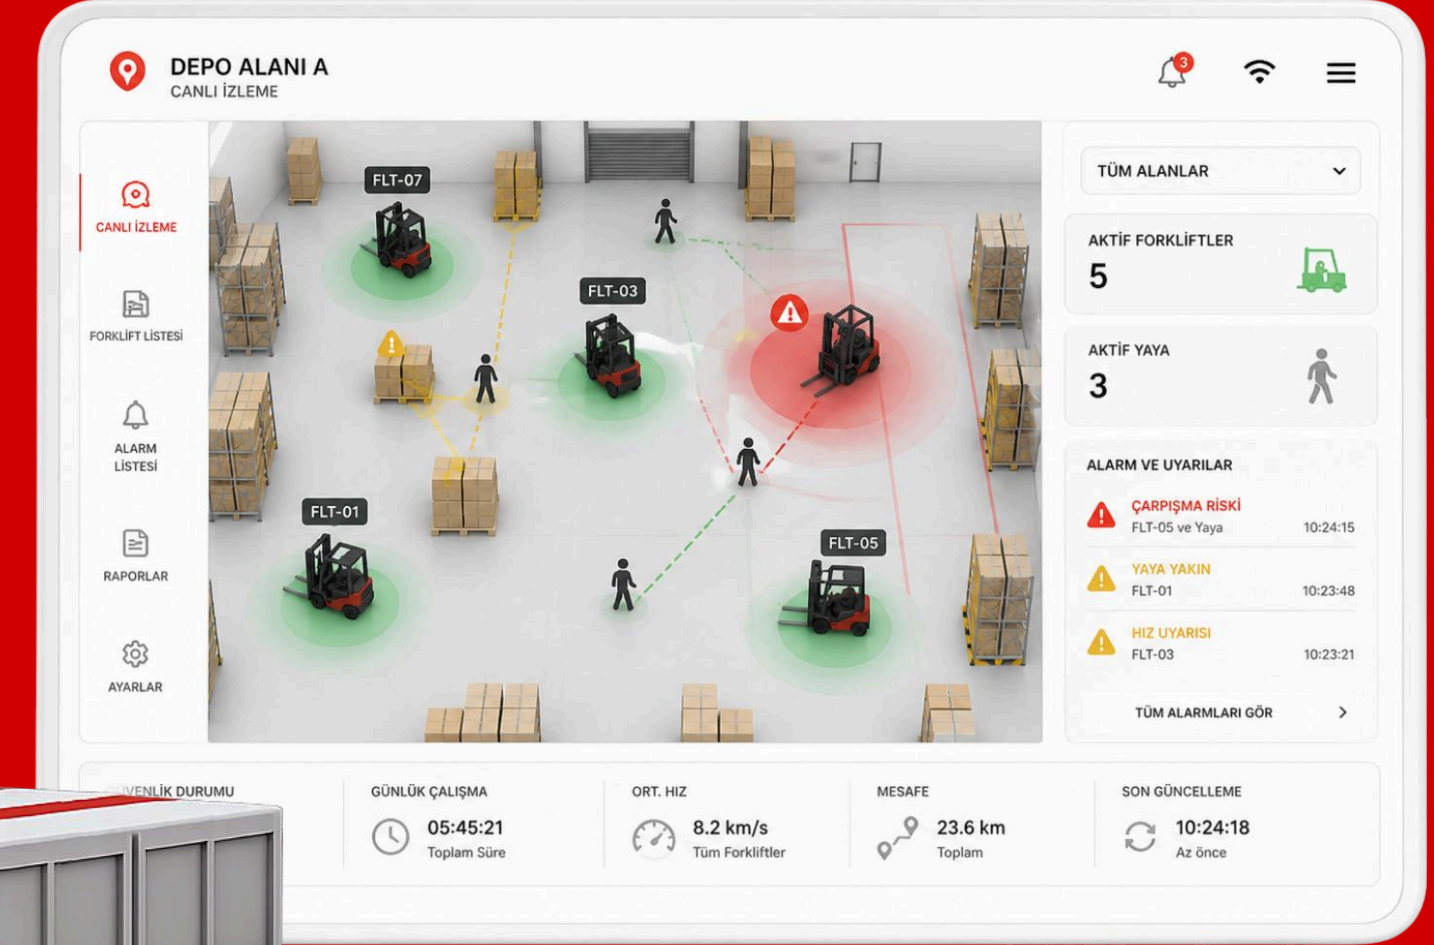 DEPO ALANI A
CANLI İZLEME
3
CANLI İZLEME
FORKLİFT LİSTESİ
ALARM
LİSTESİ
RAPORLAR
AYARLAR
FLT-07
FLT-03
FLT-01
FLT-05
TÜM ALANLAR
AKTİF FORKLİFTLER
5
AKTİF YAYA
3
ALARM VE UYARILAR
ÇARPIŞMA RİSKİ
FLT-05 ve Yaya 10:24:15
YAYA YAKIN
FLT-01 10:23:48
HIZ UYARISI
FLT-03 10:23:21
TÜM ALARMLARI GÖR
DURUMU
GÜNLÜK ÇALIŞMA
05:45:21
Toplam Süre
ORT. HIZ
8.2 km/s
Tüm Forkliftler
MESAFE
23.6 km
Toplam
SON GÜNCELLEME
10:24:18
Az önce